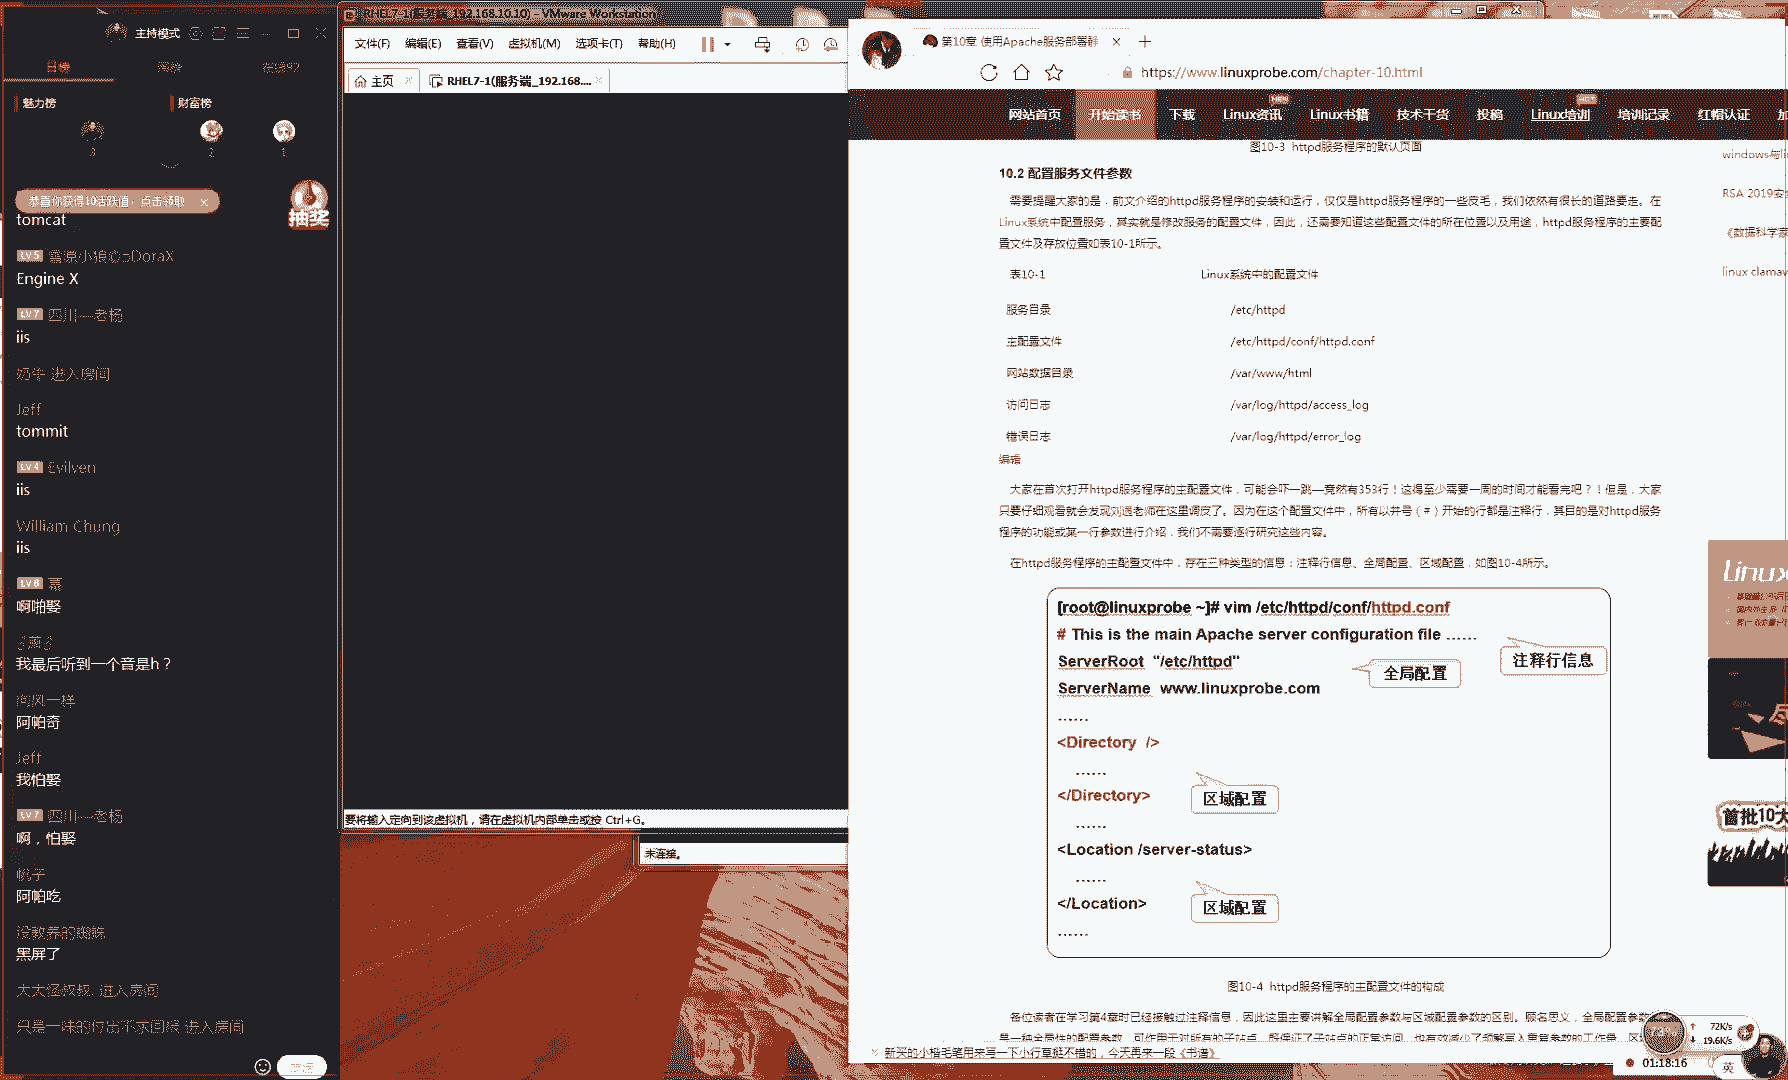 主持模式
魅力榜
财富榜
3
2
1
恭喜你获得10活跃值，点击领取
抽奖
tomcat
LV5
Engine X
LV7 四川—老杨
iis
奶牛 进入房间
Jeff
tommit
LV4 Evilven
iis
William Chung
iis
LV8 幕
啊啪娶
我最后听到一个音是h？
阿帕奇
Jeff
我怕娶
LV7 四川—老杨
啊，怕娶
桃子
阿帕吃
没教养的蜘蛛
黑屏了
太太怪叔叔. 进入房间
RHEL7-1(服务端_192.168.10.10) - VMware Workstation
文件(F) 编辑(E) 查看(V) 虚拟机(M) 选项卡(T) 帮助(H)
主页
RHEL7-1(服务端_192.168....
要将输入定向到该虚拟机，请在虚拟机内部单击或按 Ctrl+G。
未连接。
第10章 使用Apache服务部署静
https://www.linuxprobe.com/chapter-10.html
网站首页 开始读书 下载 Linux资讯 Linux书籍 技术干货 投稿 Linux培训 培训记录 红帽认证
NEW
HOT
图10-3 httpd服务程序的默认页面
10.2 配置服务文件参数
需要提醒大家的是，前文介绍的httpd服务程序的安装和运行，仅仅是httpd服务程序的一些皮毛，我们依然有很长的道路要走。在
Linux系统中配置服务，其实就是修改服务的配置文件，因此，还需要知道这些配置文件的所在位置以及用途，httpd服务程序的主要配
置文件及存放位置如表10-1所示。
表10-1 Linux系统中的配置文件
服务目录 /etc/httpd
主配置文件 /etc/httpd/conf/httpd.conf
网站数据目录 /var/www/html
访问日志 /var/log/httpd/access_log
错误日志 /var/log/httpd/error_log
编辑
大家在首次打开httpd服务程序的主配置文件，可能会吓一跳—竟然有353行！这得至少需要一周的时间才能看完吧？！但是，大家
只要仔细观看就会发现刘遄老师在这里调皮了。因为在这个配置文件中，所有以井号（#）开始的行都是注释行，其目的是对httpd服务
程序的功能或某一行参数进行介绍，我们不需要逐行研究这些内容。
在httpd服务程序的主配置文件中，存在三种类型的信息：注释行信息、全局配置、区域配置，如图10-4所示。
[root@linuxprobe ~]# vim /etc/httpd/conf/httpd.conf
# This is the main Apache server configuration file ......
注释行信息
ServerRoot "/etc/httpd"
全局配置
ServerName www.linuxprobe.com
......
<Directory />
......
</Directory>
区域配置
......
<Location /server-status>
......
</Location>
区域配置
......
图10-4 httpd服务程序的主配置文件的构成
各位读者在学习第4章时已经接触过注释信息，因此这里主要讲解全局配置参数与区域配置参数的区别。顾名思义，全局配置参数
新买的小楷毛笔用来写一下小行草挺不错的，今天再来一段《书谱》
windows与li
RSA 2019安
《数据科学家
linux clamav
Linux
首批10大
72K/s
19.6K/s
01:18:16
英